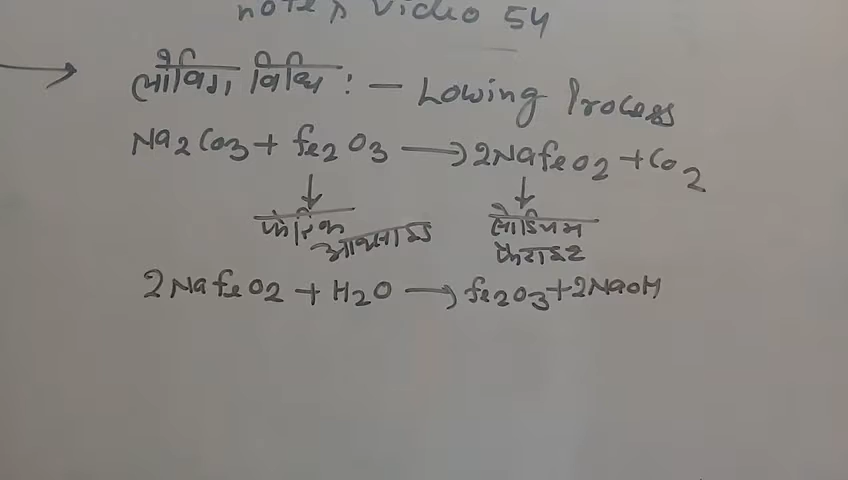 notes Video 54
→ लोविंग विधि : - Lowing Process
Na2CO3 + Fe2O3 → 2NaFeO2 + CO2
↓ ↓
फेरिक सोडियम
आक्साइड फेराइट
2NaFeO2 + H2O → Fe2O3 + 2NaOH